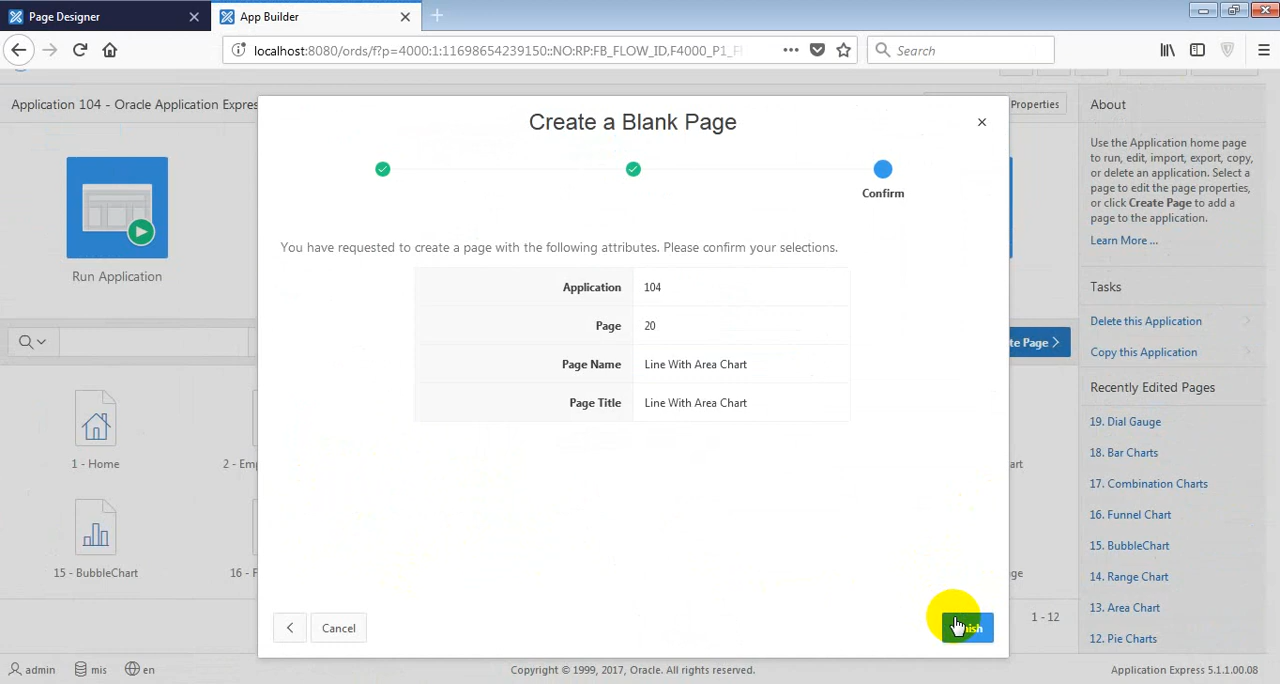 Page Designer
App Builder
localhost:8080/ords/f?p=4000:1:11698654239150::NO:RP:FB_FLOW_ID,F4000_P1_
Search
Application 104 - Oracle Application Expres
Properties
Run Application
te Page
1 - Home
2 - Em
art
15 - BubbleChart
16 - F
ge
1 - 12
Create a Blank Page
Confirm
You have requested to create a page with the following attributes. Please confirm your selections.
Application 104
Page 20
Page Name Line With Area Chart
Page Title Line With Area Chart
Cancel
ish
About
Use the Application home page
to run, edit, import, export, copy,
or delete an application. Select a
page to edit the page properties,
or click Create Page to add a
page to the application.
Learn More ...
Tasks
Delete this Application
Copy this Application
Recently Edited Pages
19. Dial Gauge
18. Bar Charts
17. Combination Charts
16. Funnel Chart
15. BubbleChart
14. Range Chart
13. Area Chart
12. Pie Charts
admin mis en
Copyright © 1999, 2017, Oracle. All rights reserved.
Application Express 5.1.1.00.08